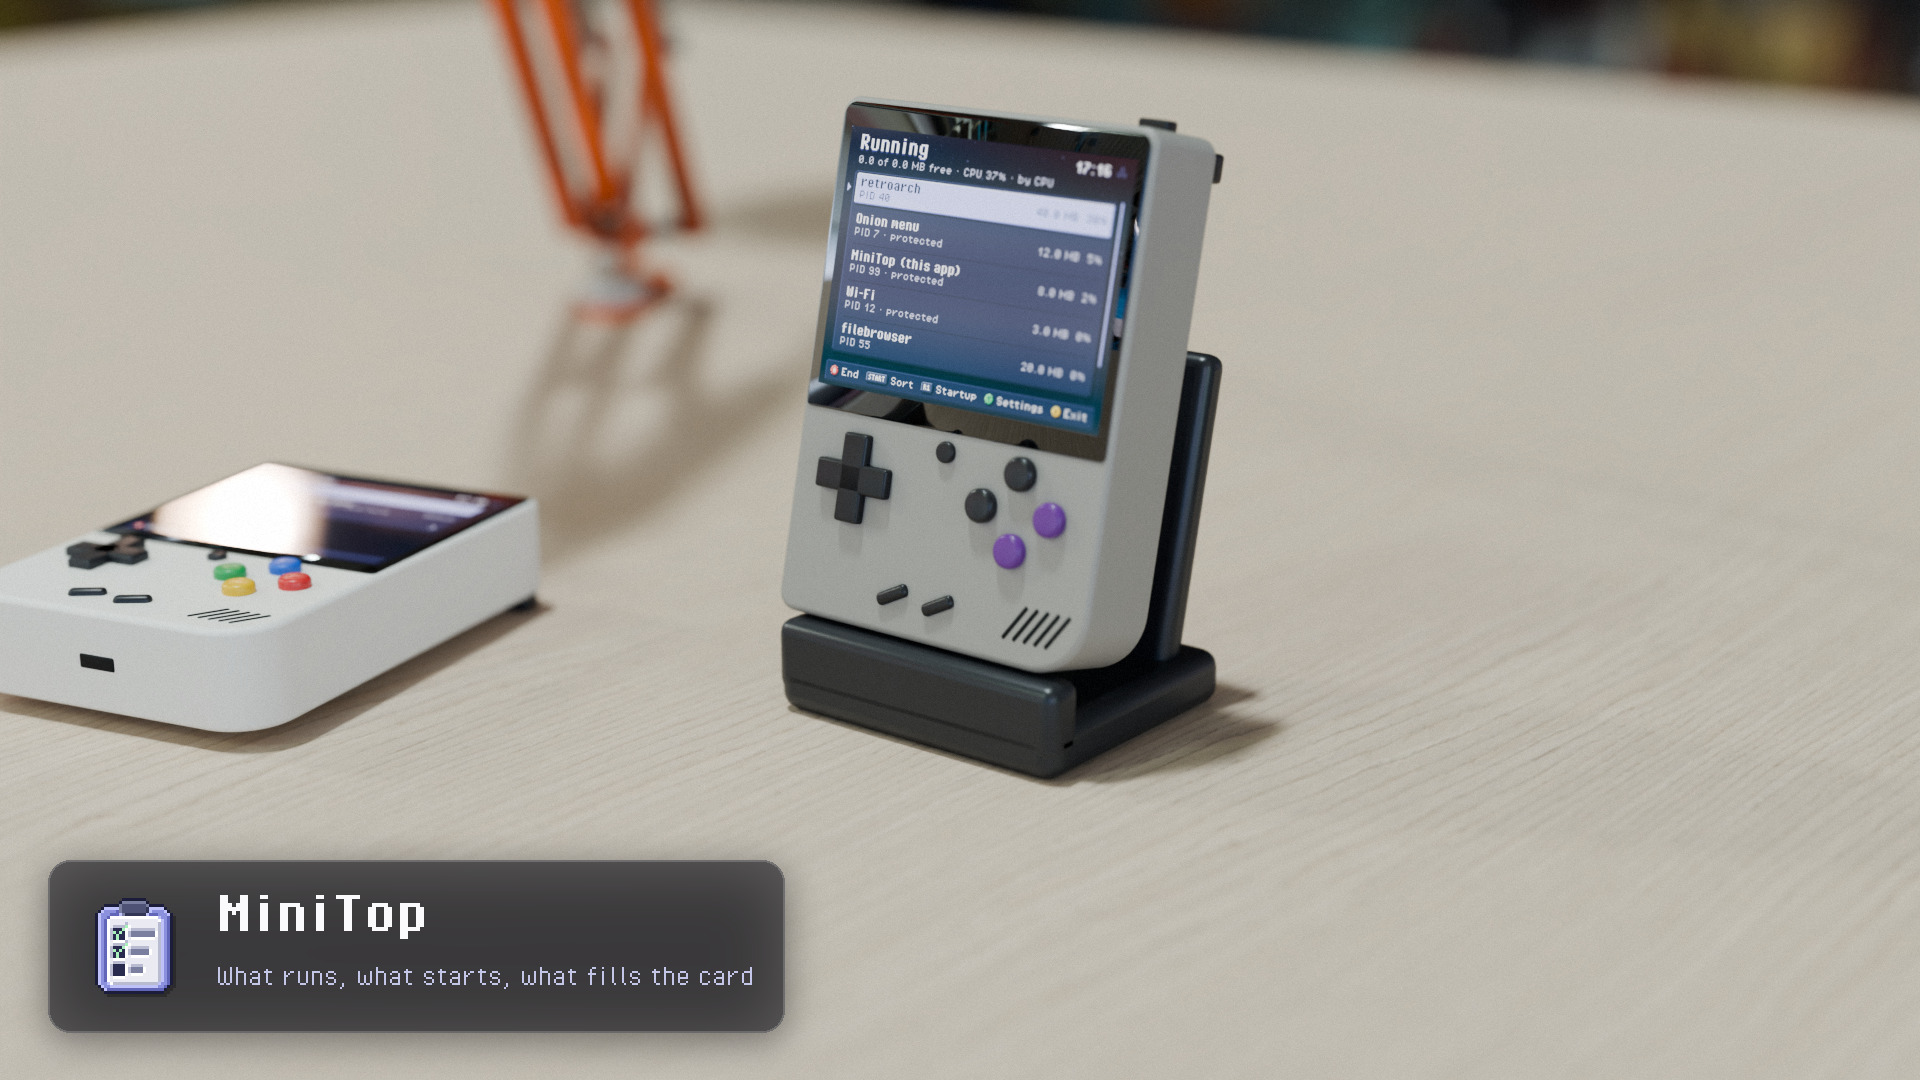 Running
0.0 of 0.0 MB free · CPU 37% · by CPU
17:16
retroarch
PID 40
Onion menu
PID 7 · protected
12.0 MB 5%
MiniTop (this app)
PID 99 · protected
8.0 MB 2%
Wi-Fi
PID 12 · protected
3.0 MB 0%
filebrowser
PID 55
20.0 MB 0%
End START Sort R1 Startup Settings Exit
MiniTop
What runs, what starts, what fills the card